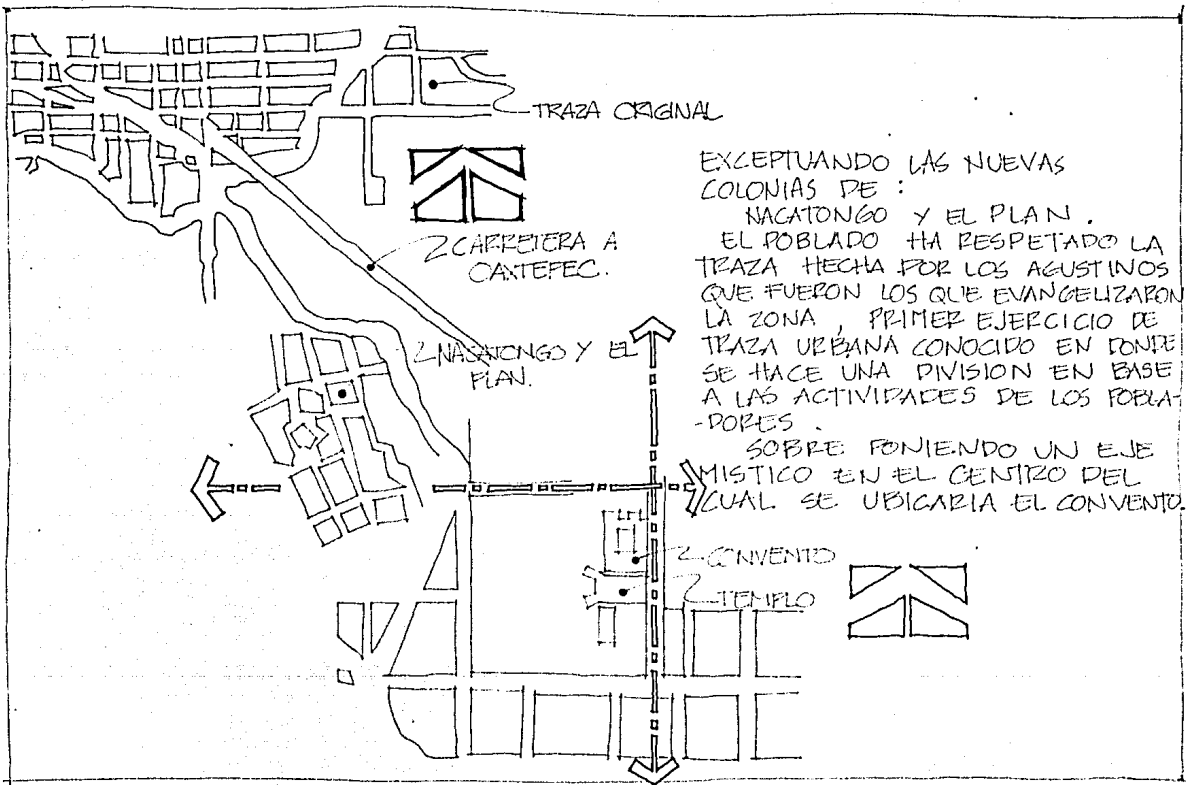 TRAZA ORIGINAL
CARRETERA A
OAXTEPEC.
NACATONGO Y EL
PLAN.
EXCEPTUANDO LAS NUEVAS
COLONIAS DE :
NACATONGO Y EL PLAN .
EL POBLADO HA RESPETADO LA
TRAZA HECHA POR LOS AGUSTINOS
QUE FUERON LOS QUE EVANGELIZARON
LA ZONA , PRIMER EJERCICIO DE
TRAZA URBANA CONOCIDO EN DONDE
SE HACE UNA DIVISION EN BASE
A LAS ACTIVIDADES DE LOS POBLA-
-DORES .
SOBRE PONIENDO UN EJE
MISTICO EN EL CENTRO DEL
CUAL SE UBICARIA EL CONVENTO.
CONVENTO
TEMPLO